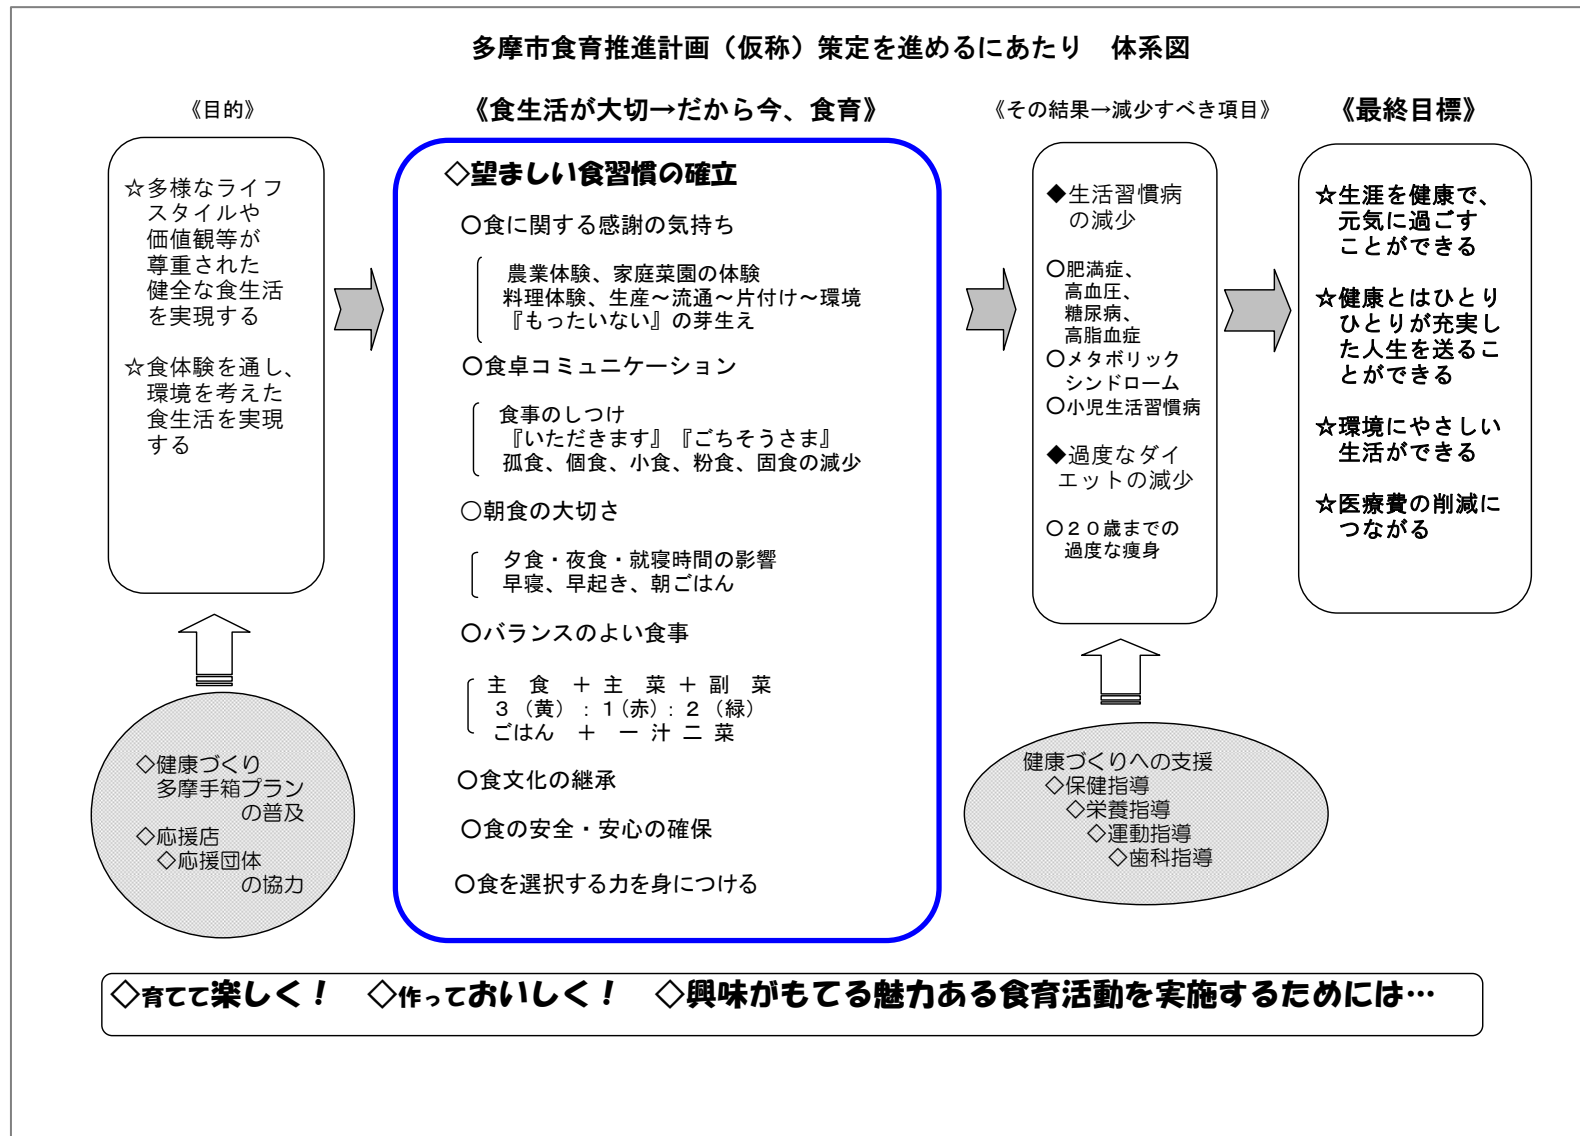 多摩市食育推進計画（仮称）策定を進めるにあたり　体系図
《目的》
☆多様なライフ
スタイルや
価値観等が
尊重された
健全な食生活
を実現する
☆食体験を通し、
環境を考えた
食生活を実現
する
◇健康づくり
多摩手箱プラン
の普及
◇応援店
◇応援団体
の協力
《食生活が大切→だから今、食育》
◇望ましい食習慣の確立
○食に関する感謝の気持ち
農業体験、家庭菜園の体験
料理体験、生産～流通～片付け～環境
『もったいない』の芽生え
○食卓コミュニケーション
食事のしつけ
『いただきます』『ごちそうさま』
孤食、個食、小食、粉食、固食の減少
○朝食の大切さ
夕食・夜食・就寝時間の影響
早寝、早起き、朝ごはん
○バランスのよい食事
主　食　＋ 主　菜 ＋ 副　菜
３（黄）：１(赤)：２（緑）
ごはん　＋　一 汁 二 菜
○食文化の継承
○食の安全・安心の確保
○食を選択する力を身につける
《その結果→減少すべき項目》
◆生活習慣病
の減少
○肥満症、
高血圧、
糖尿病、
高脂血症
○メタボリック
シンドローム
○小児生活習慣病
◆過度なダイ
エットの減少
○２０歳までの
過度な痩身
健康づくりへの支援
◇保健指導
◇栄養指導
◇運動指導
◇歯科指導
《最終目標》
☆生涯を健康で、
元気に過ごす
ことができる
☆健康とはひとり
ひとりが充実し
た人生を送るこ
とができる
☆環境にやさしい
生活ができる
☆医療費の削減に
つながる
◇育てて楽しく！　◇作っておいしく！　◇興味がもてる魅力ある食育活動を実施するためには…